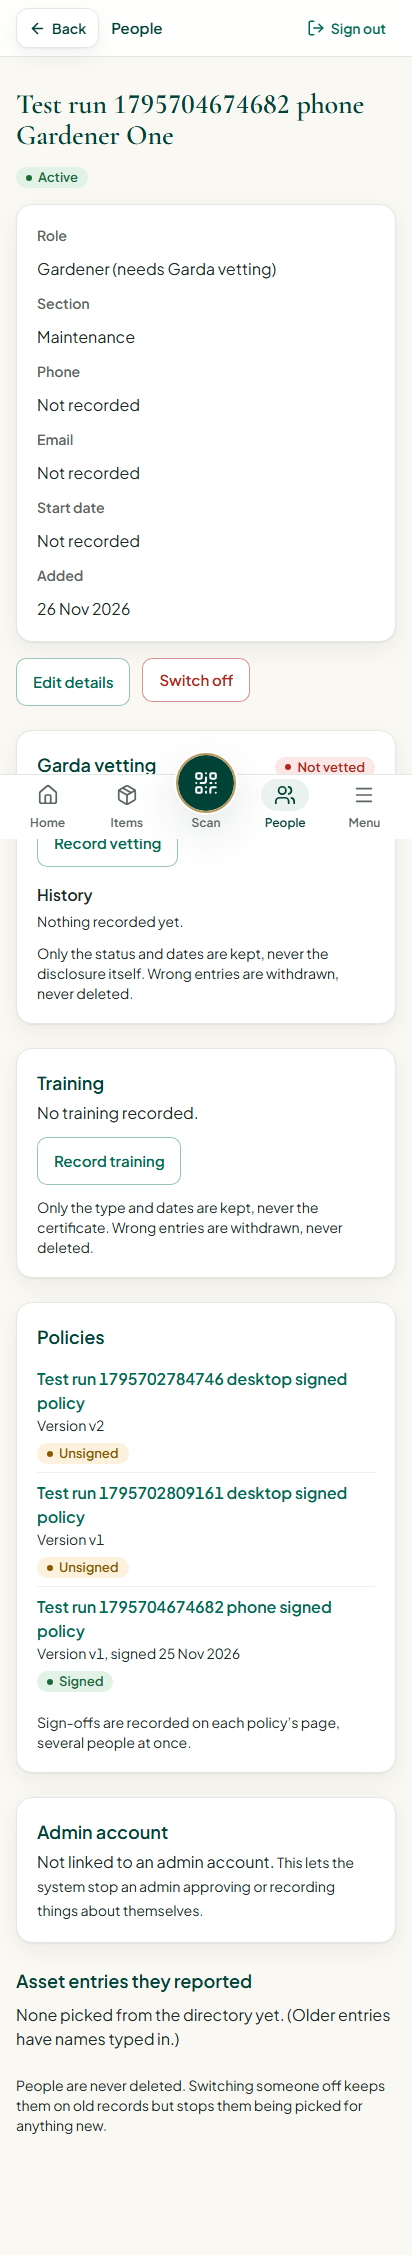 Back
People
Sign out
Test run 1795704674682 phone
Gardener One
Active
Role
Gardener (needs Garda vetting)
Section
Maintenance
Phone
Not recorded
Email
Not recorded
Start date
Not recorded
Added
26 Nov 2026
Edit details
Switch off
Garda vetting
Not vetted
Home
Items
Scan
People
Menu
Record vetting
History
Nothing recorded yet.
Only the status and dates are kept, never the
disclosure itself. Wrong entries are withdrawn,
never deleted.
Training
No training recorded.
Record training
Only the type and dates are kept, never the
certificate. Wrong entries are withdrawn, never
deleted.
Policies
Test run 1795702784746 desktop signed
policy
Version v2
Unsigned
Test run 1795702809161 desktop signed
policy
Version v1
Unsigned
Test run 1795704674682 phone signed
policy
Version v1, signed 25 Nov 2026
Signed
Sign-offs are recorded on each policy's page,
several people at once.
Admin account
Not linked to an admin account. This lets the
system stop an admin approving or recording
things about themselves.
Asset entries they reported
None picked from the directory yet. (Older entries
have names typed in.)
People are never deleted. Switching someone off keeps
them on old records but stops them being picked for
anything new.